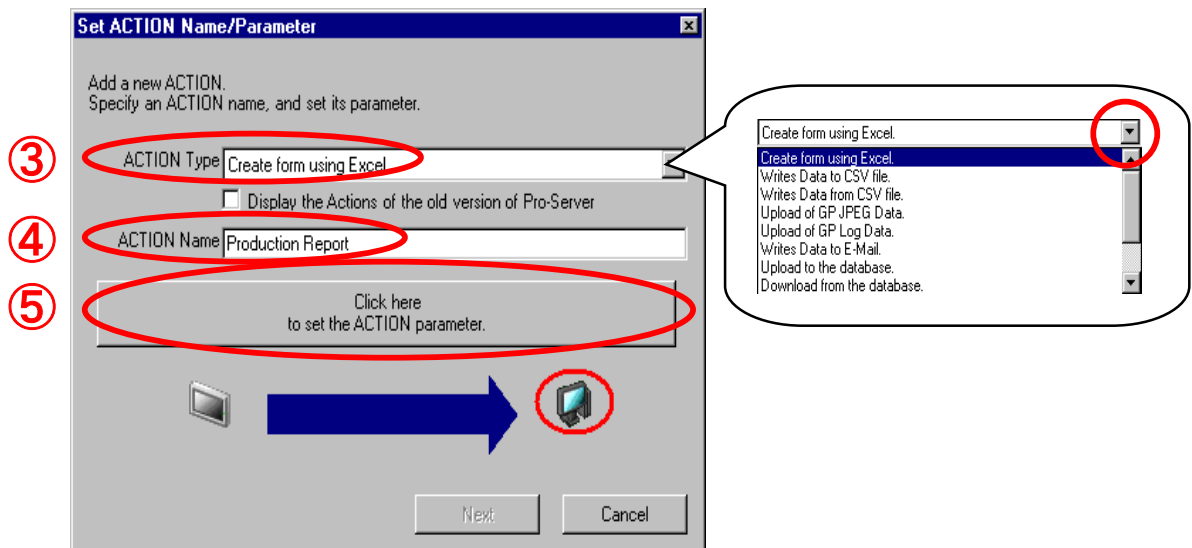 Set ACTION Name/Parameter
Add a new ACTION.
Specify an ACTION name, and set its parameter.
③
ACTION Type
Create form using Excel.
Display the Actions of the old version of Pro-Server
④
ACTION Name
Production Report
⑤
Click here
to set the ACTION parameter.
Next
Cancel
Create form using Excel.
Create form using Excel.
Writes Data to CSV file.
Writes Data from CSV file.
Upload of GP JPEG Data.
Upload of GP Log Data.
Writes Data to E-Mail.
Upload to the database.
Download from the database.